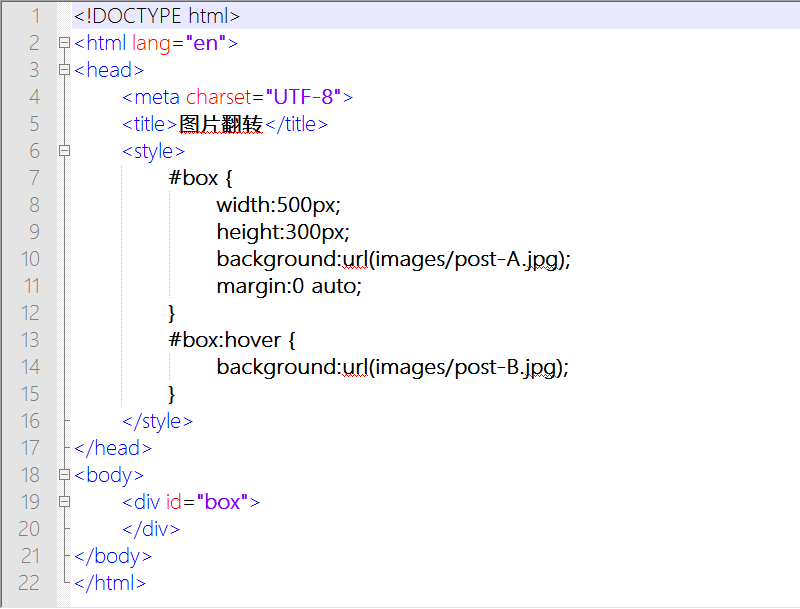 1 <!DOCTYPE html>
2 <html lang="en">
3 <head>
4 <meta charset="UTF-8">
5 <title>图片翻转</title>
6 <style>
7 #box {
8 width:500px;
9 height:300px;
10 background:url(images/post-A.jpg);
11 margin:0 auto;
12 }
13 #box:hover {
14 background:url(images/post-B.jpg);
15 }
16 </style>
17 </head>
18 <body>
19 <div id="box">
20 </div>
21 </body>
22 </html>